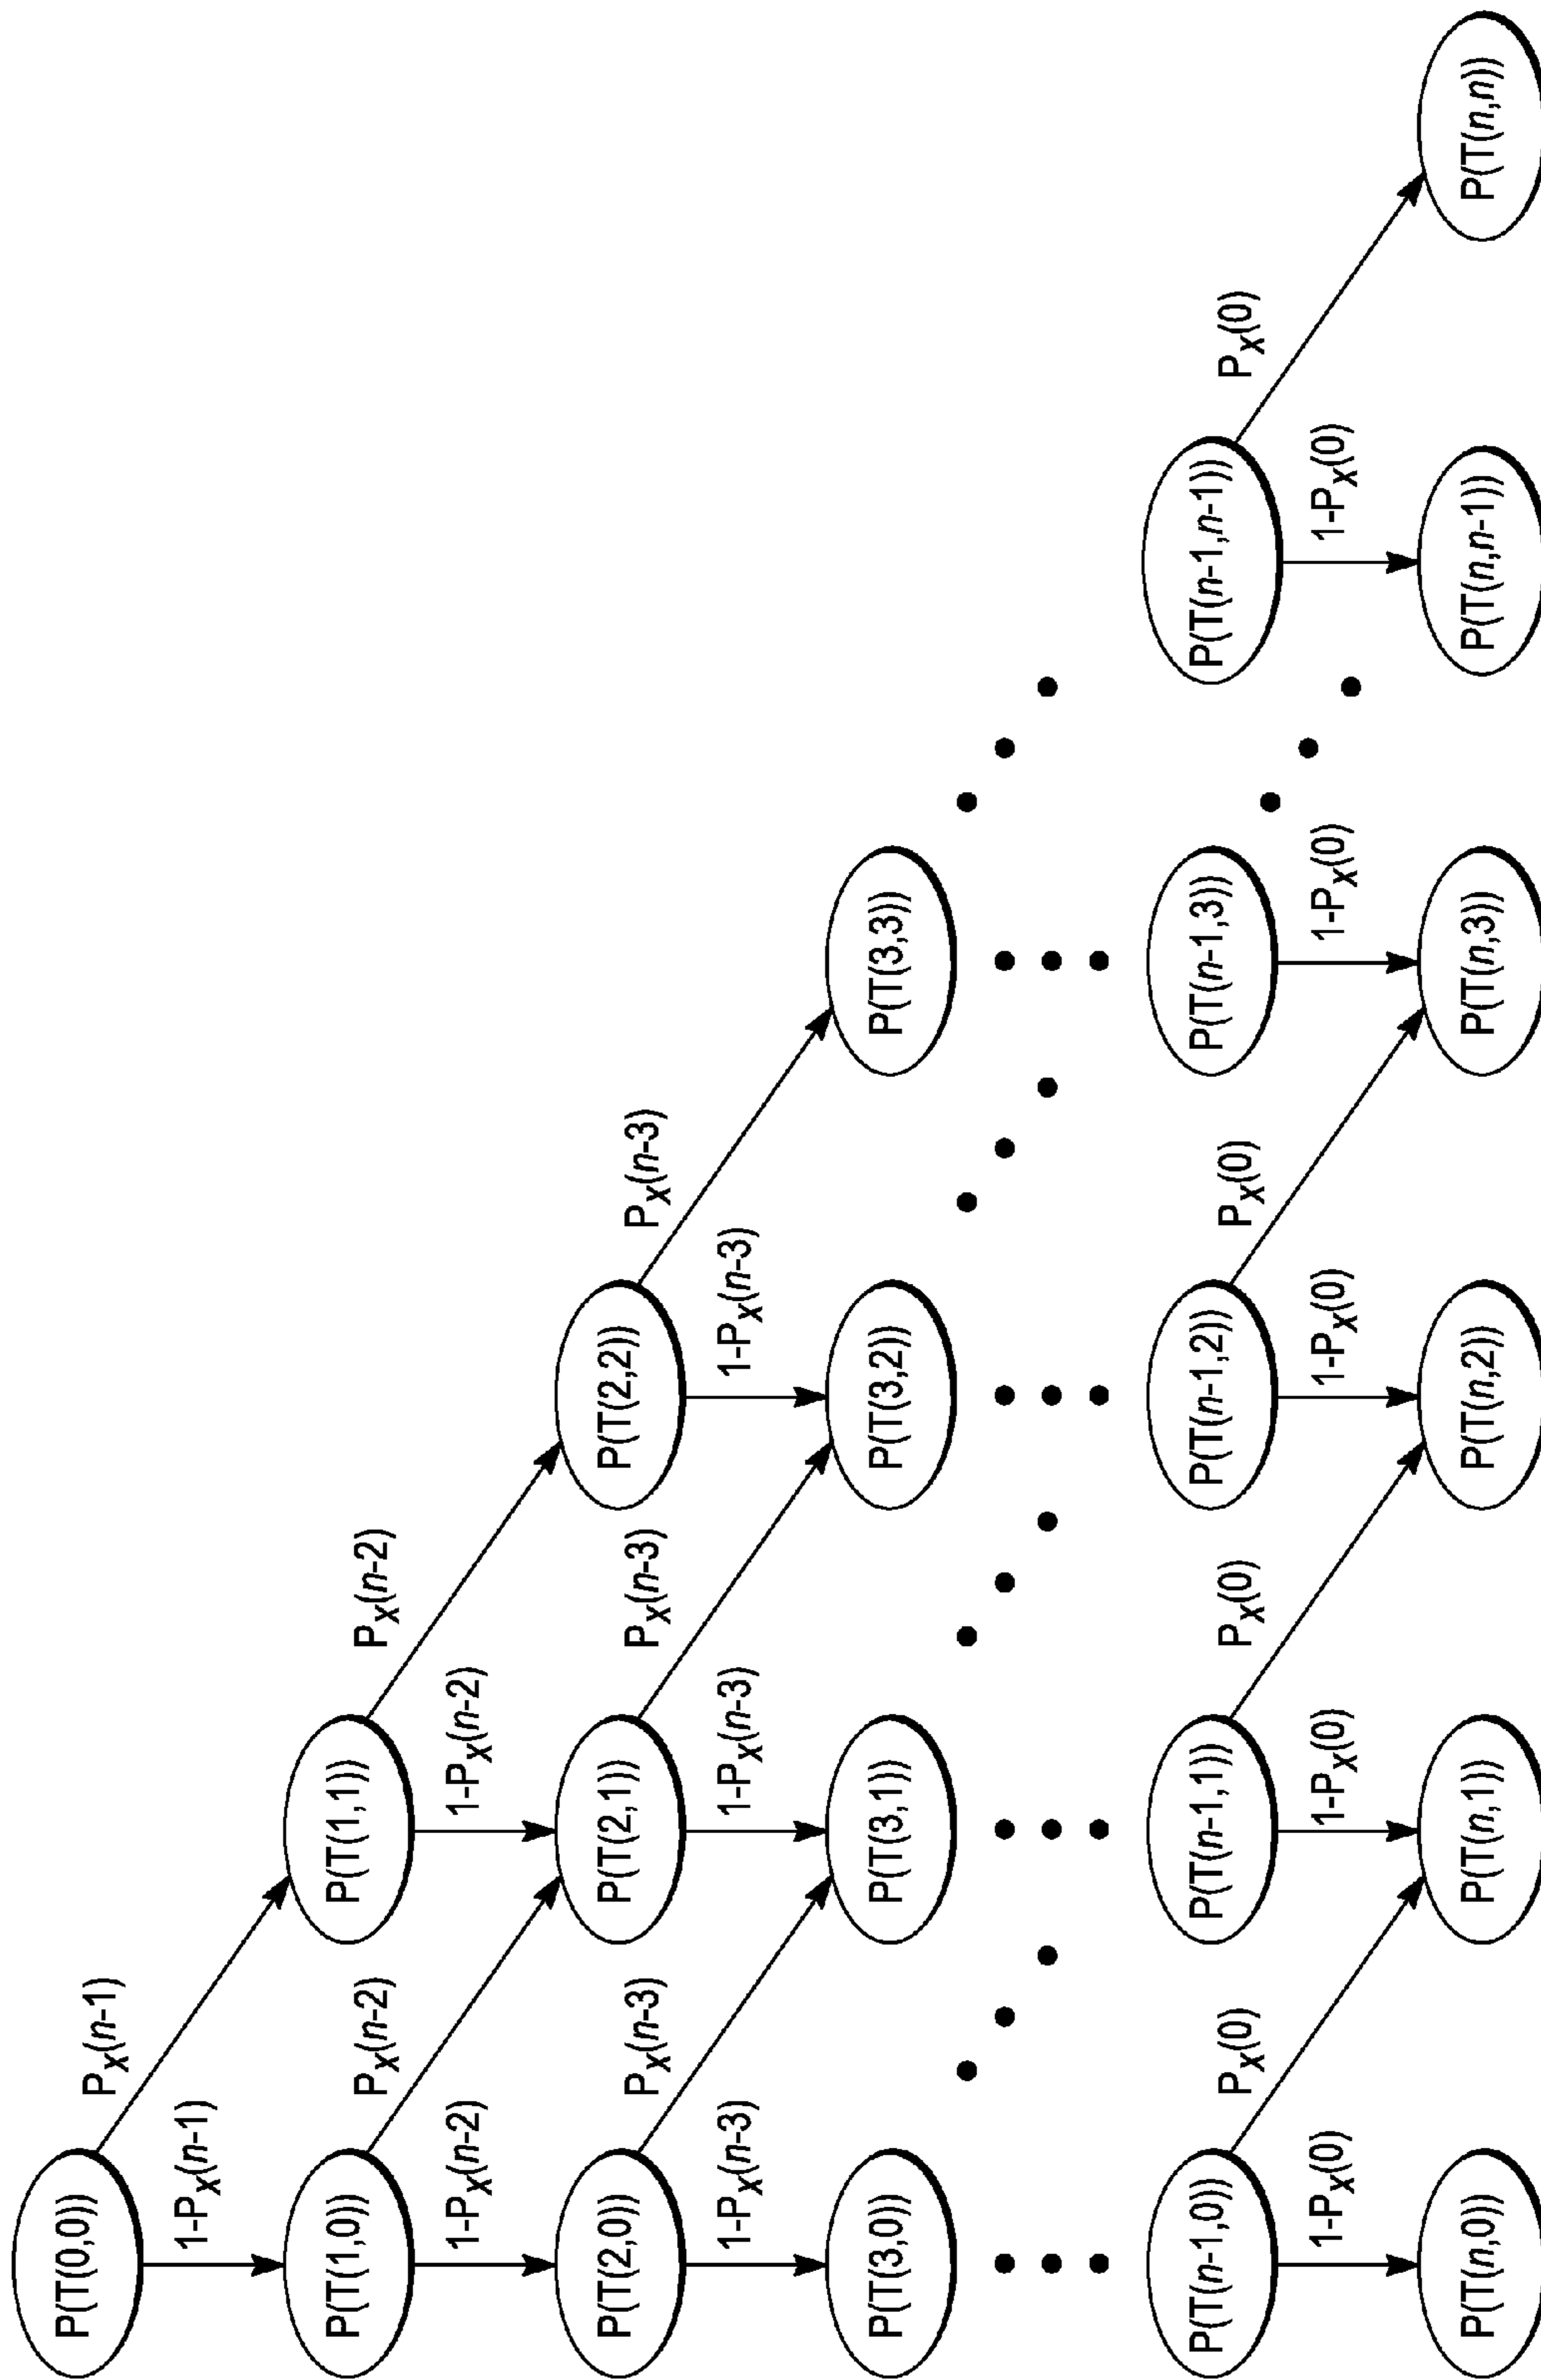 P(T(0,0))
P_X(n-1)
1-P_X(n-1)
P(T(1,0))
P(T(1,1))
P_X(n-2)
P_X(n-2)
1-P_X(n-2)
1-P_X(n-2)
P(T(2,0))
P(T(2,1))
P(T(2,2))
P_X(n-3)
P_X(n-3)
P_X(n-3)
1-P_X(n-3)
1-P_X(n-3)
1-P_X(n-3)
P(T(3,0))
P(T(3,1))
P(T(3,2))
P(T(3,3))
P(T(n-1,0))
P(T(n-1,1))
P(T(n-1,2))
P(T(n-1,3))
P(T(n-1,n-1))
P_X(0)
P_X(0)
P_X(0)
P_X(0)
1-P_X(0)
1-P_X(0)
1-P_X(0)
1-P_X(0)
1-P_X(0)
P(T(n,0))
P(T(n,1))
P(T(n,2))
P(T(n,3))
P(T(n,n-1))
P(T(n,n))